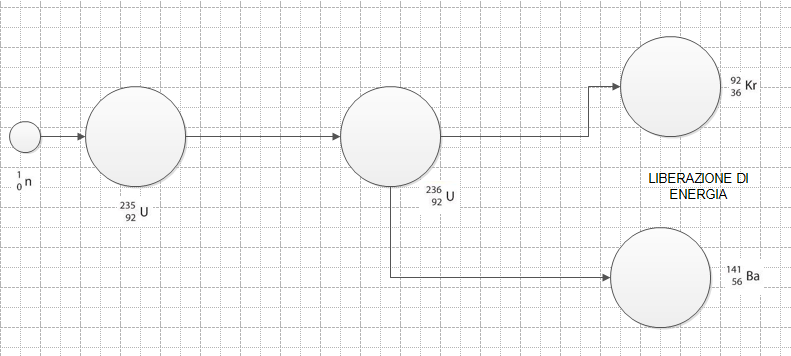 1
0 n
235
92 U
236
92 U
92
36 Kr
LIBERAZIONE DI
ENERGIA
141
56 Ba